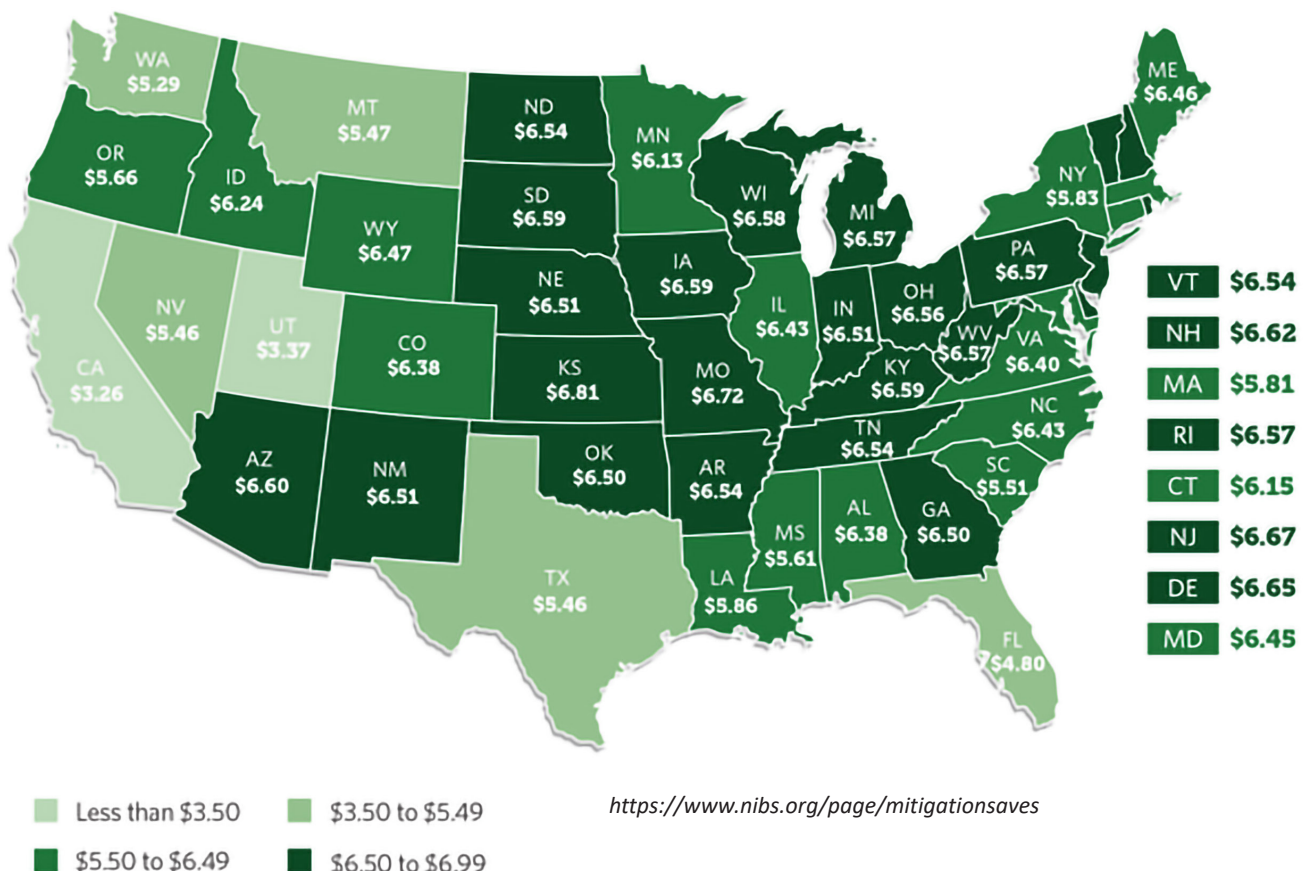 WA
$5.29
MT
$5.47
ND
$6.54
MN
$6.13
ME
$6.46
OR
$5.66
ID
$6.24
WY
$6.47
SD
$6.59
WI
$6.58
MI
$6.57
NY
$5.83
NV
$5.46
UT
$3.37
CO
$6.38
NE
$6.51
IA
$6.59
IL
$6.43
IN
$6.51
OH
$6.56
PA
$6.57
WV
$6.57
VA
$6.40
CA
$3.26
KS
$6.81
MO
$6.72
KY
$6.59
NC
$6.43
AZ
$6.60
NM
$6.51
OK
$6.50
AR
$6.54
TN
$6.54
SC
$5.51
TX
$5.46
LA
$5.86
MS
$5.61
AL
$6.38
GA
$6.50
FL
$4.80
VT $6.54
NH $6.62
MA $5.81
RI $6.57
CT $6.15
NJ $6.67
DE $6.65
MD $6.45
Less than $3.50
$3.50 to $5.49
https://www.nibs.org/page/mitigationsaves
$5.50 to $6.49
$6.50 to $6.99